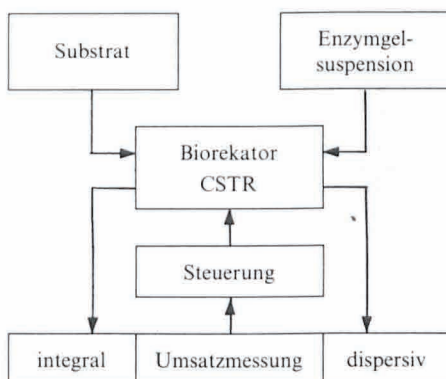 Substrat
Enzymgel-
suspension
Biorekator
CSTR
Steuerung
integral
Umsatzmessung
dispersiv